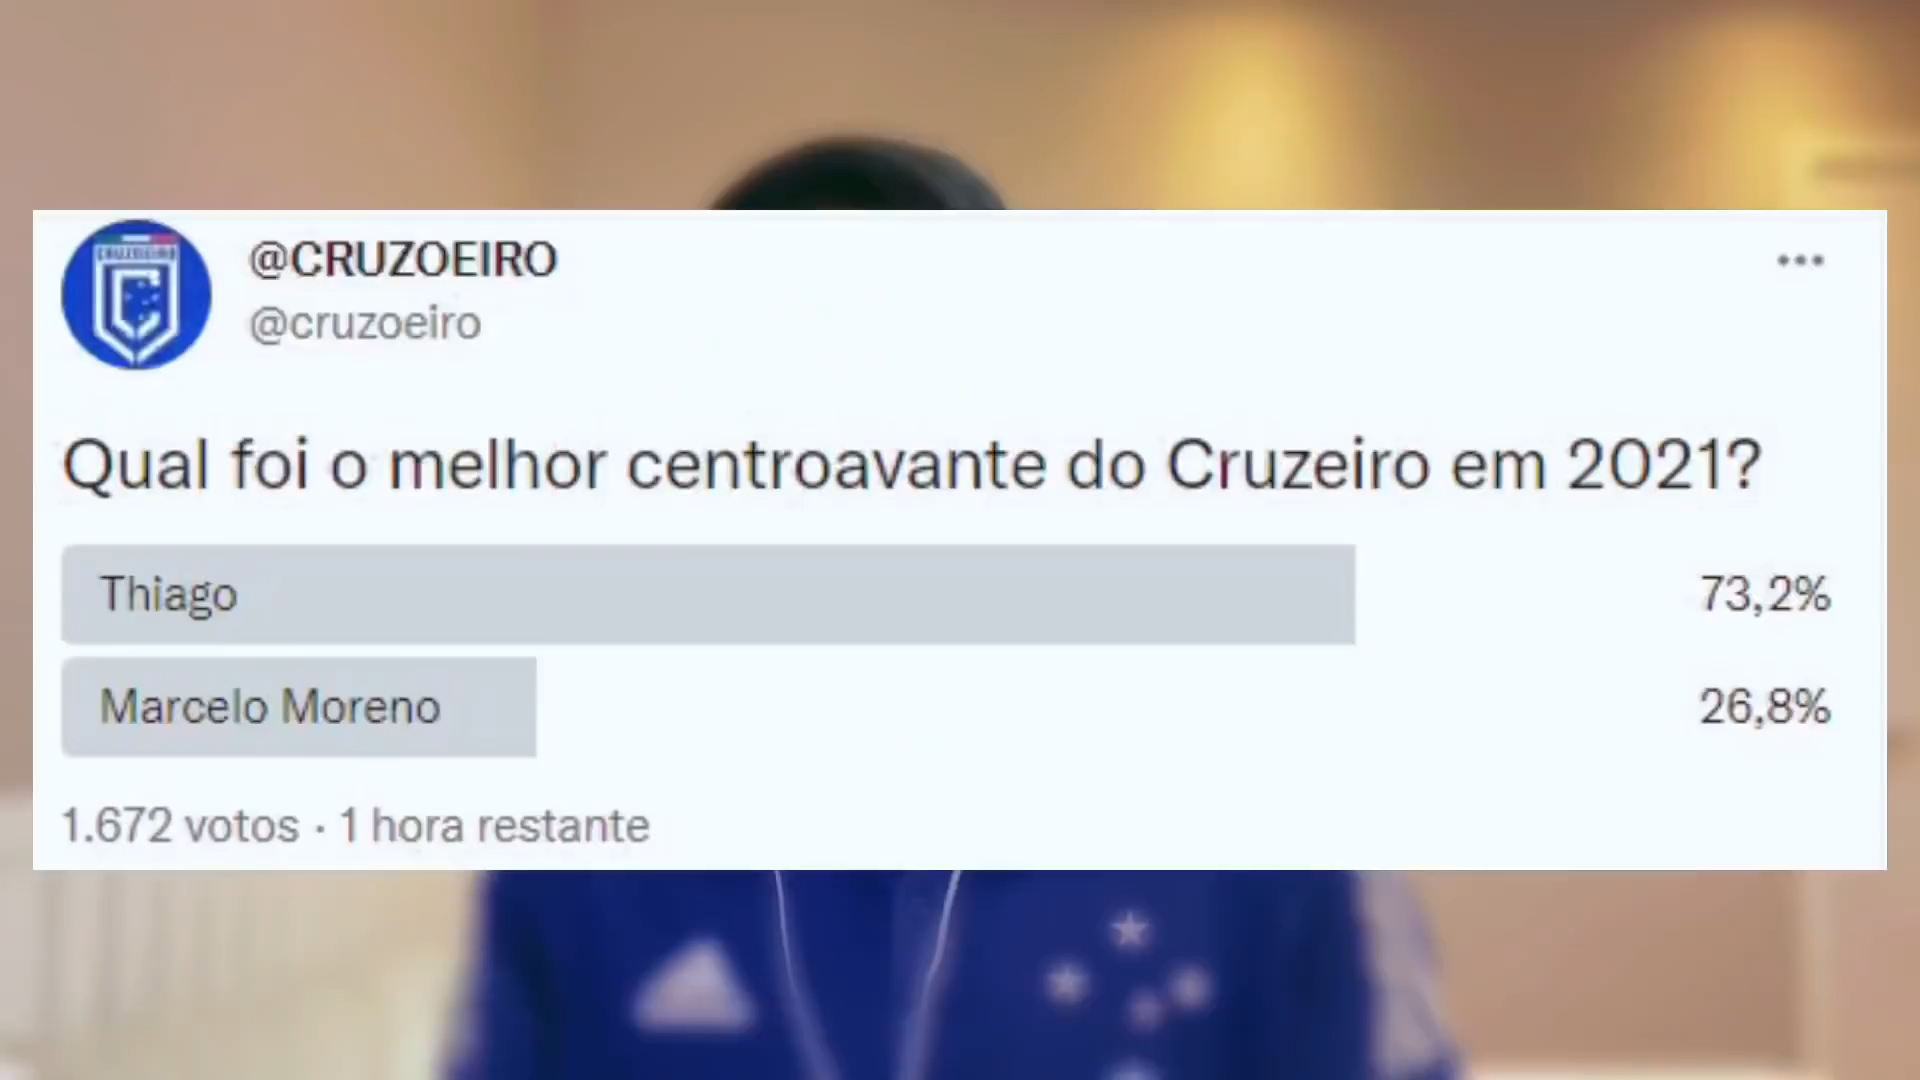 @CRUZOEIRO
@cruzoeiro
Qual foi o melhor centroavante do Cruzeiro em 2021?
Thiago 73,2%
Marcelo Moreno 26,8%
1.672 votos · 1 hora restante